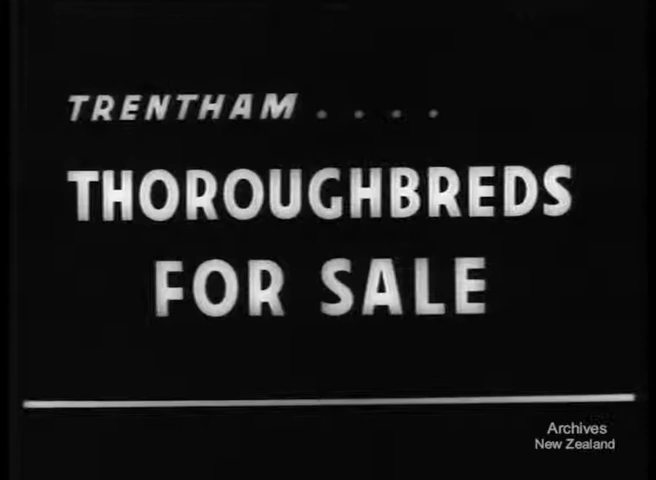 TRENTHAM ....
THOROUGHBREDS
FOR SALE
Archives
New Zealand